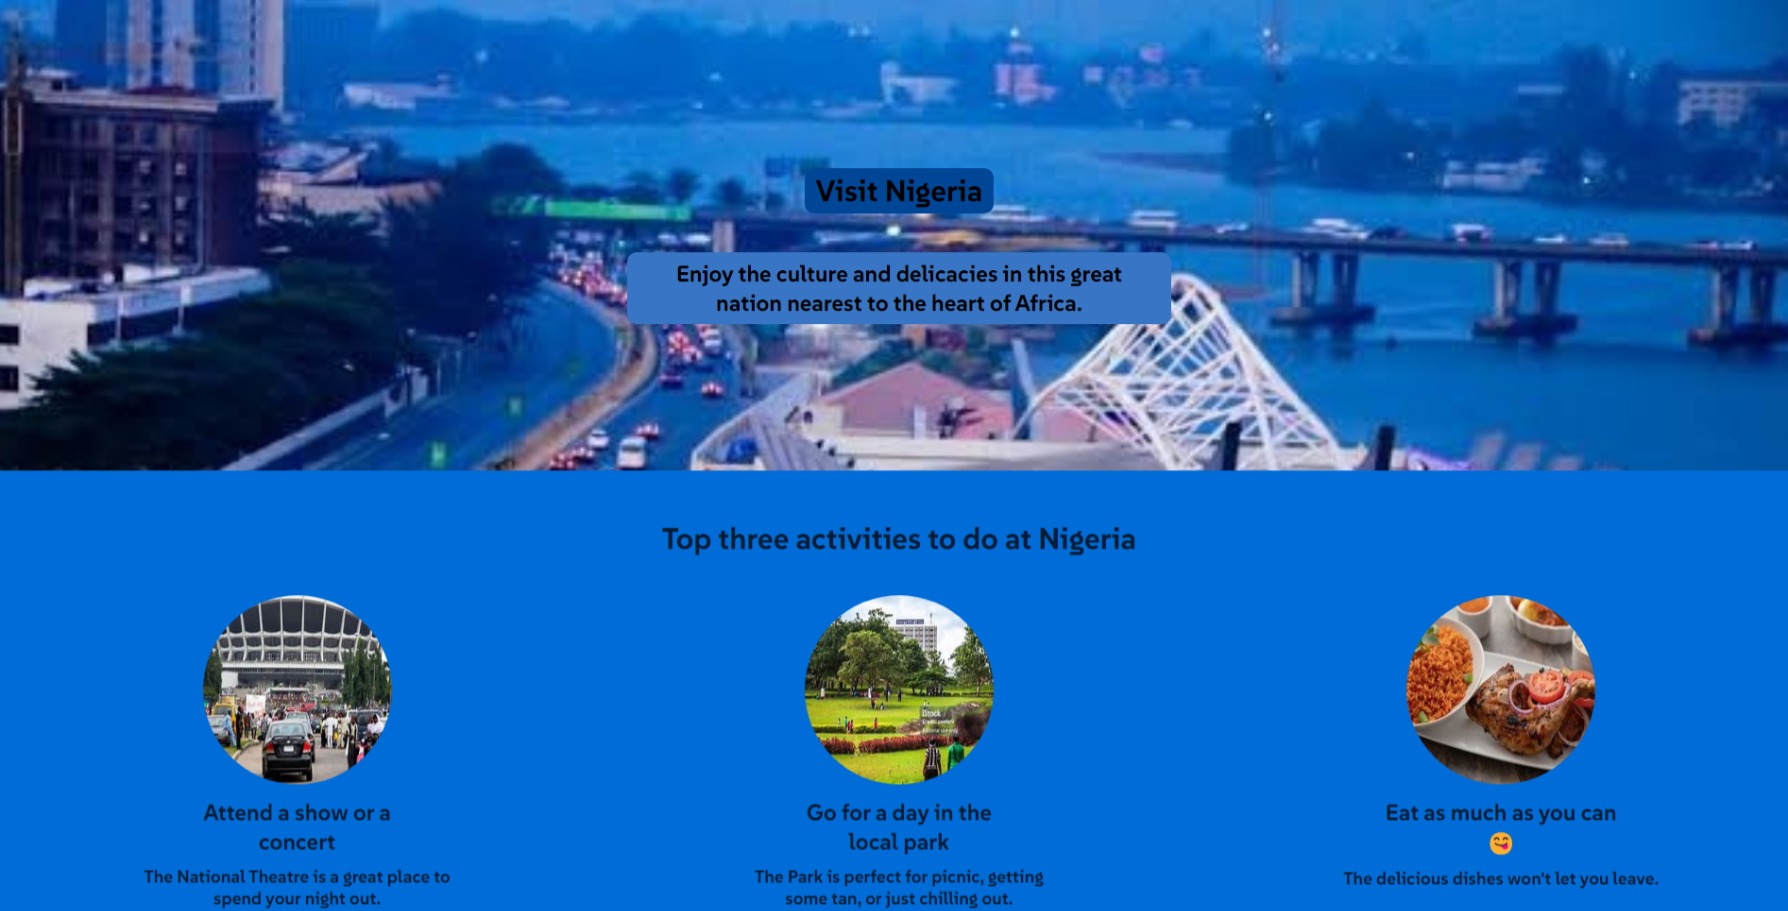 Visit Nigeria
Enjoy the culture and delicacies in this great
nation nearest to the heart of Africa.
Top three activities to do at Nigeria
iStock
Attend a show or a
concert
Go for a day in the
local park
Eat as much as you can
😋
The National Theatre is a great place to
spend your night out.
The Park is perfect for picnic, getting
some tan, or just chilling out.
The delicious dishes won't let you leave.